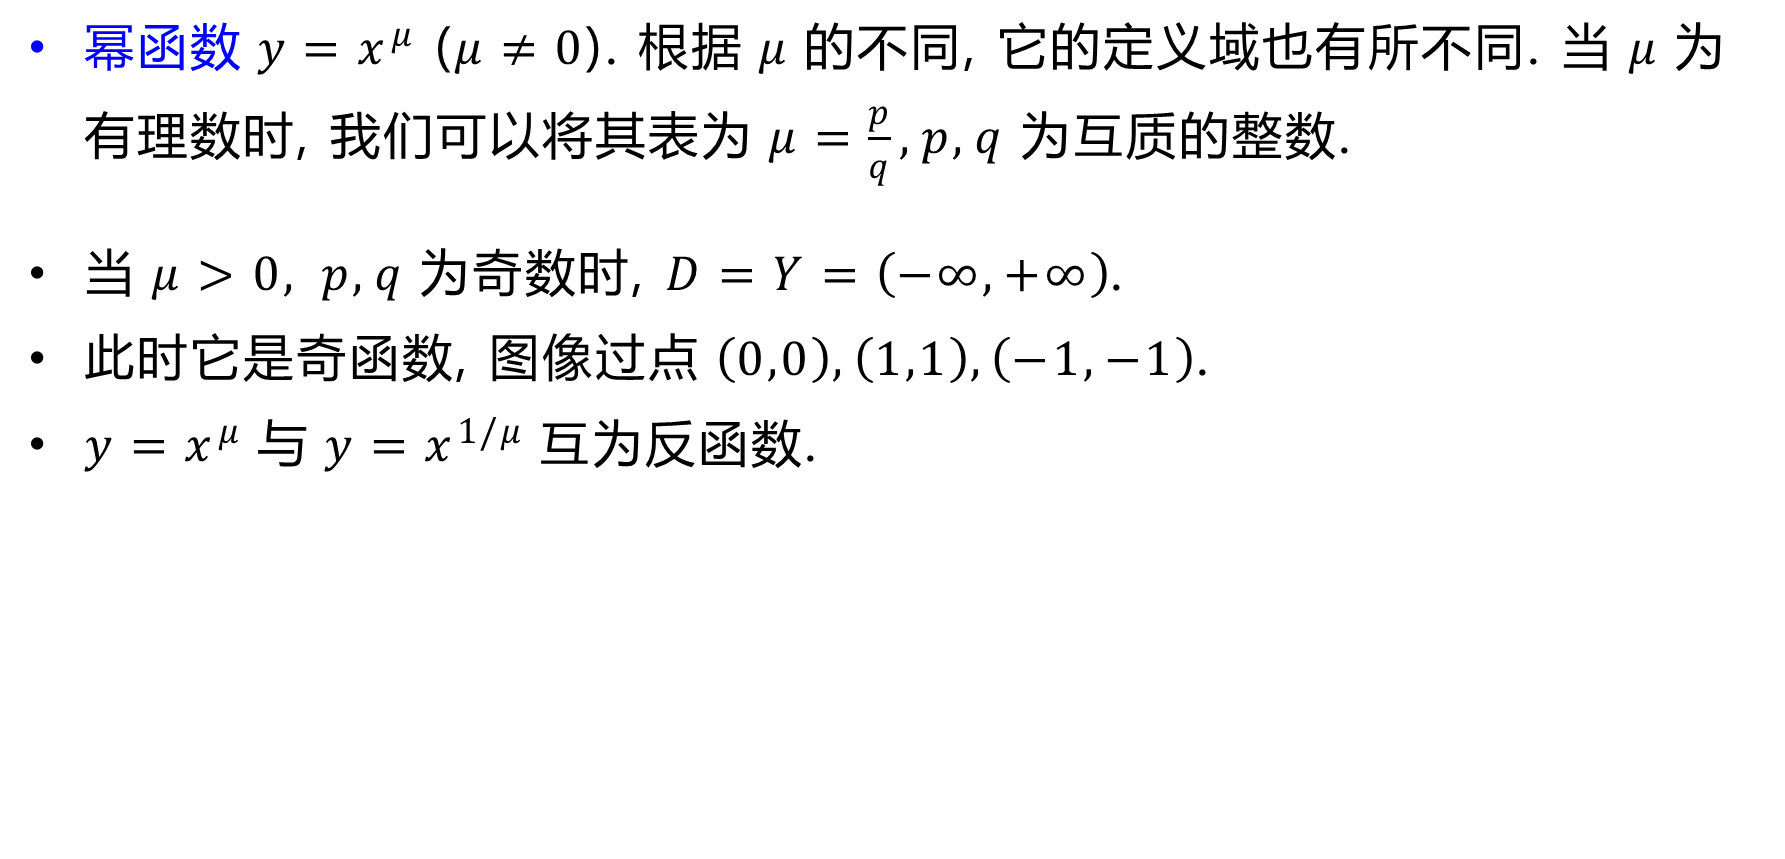 • 幂函数 y = x^μ (μ ≠ 0). 根据 μ 的不同, 它的定义域也有所不同. 当 μ 为
有理数时, 我们可以将其表为 μ = p/q, p, q 为互质的整数.
• 当 μ > 0, p, q 为奇数时, D = Y = (−∞, +∞).
• 此时它是奇函数, 图像过点 (0,0), (1,1), (−1, −1).
• y = x^μ 与 y = x^{1/μ} 互为反函数.